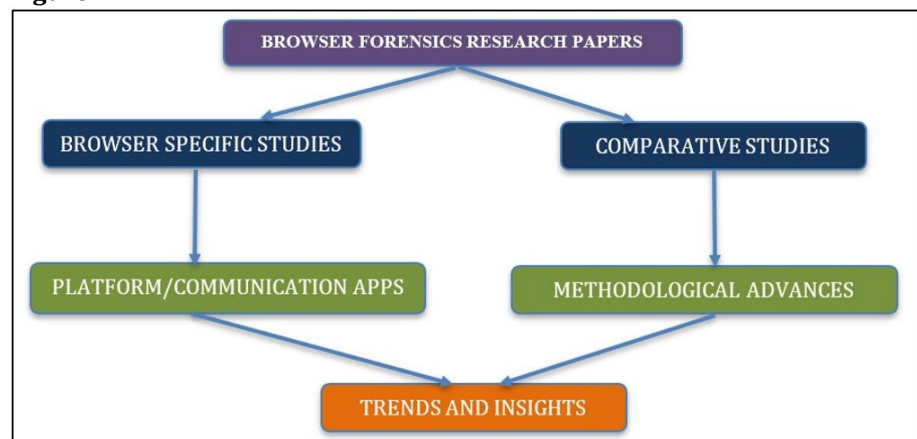 BROWSER FORENSICS RESEARCH PAPERS
BROWSER SPECIFIC STUDIES
COMPARATIVE STUDIES
PLATFORM/COMMUNICATION APPS
METHODOLOGICAL ADVANCES
TRENDS AND INSIGHTS